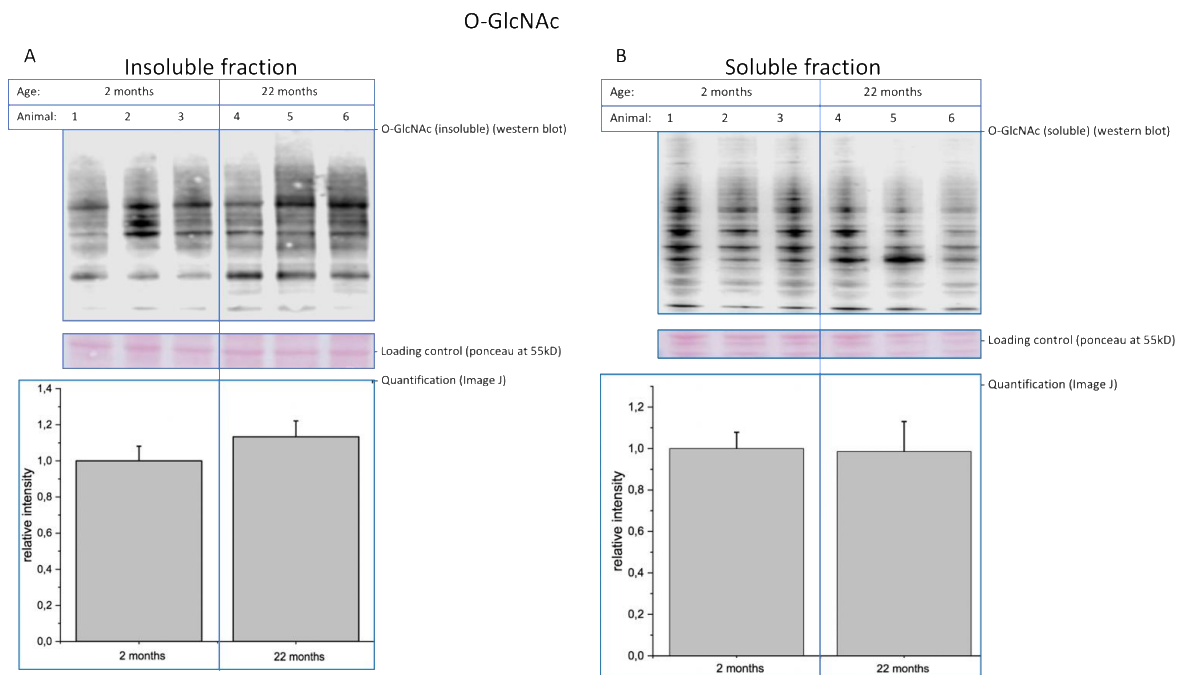 O-GlcNAc
A
Insoluble fraction
Age: 2 months 22 months
Animal: 1 2 3 4 5 6
O-GlcNAc (insoluble) (western blot)
Loading control (ponceau at 55kD)
Quantification (Image J)
1,4
1,2
1,0
0,8
0,6
0,4
0,2
0,0
relative intensity
2 months 22 months
B
Soluble fraction
Age: 2 months 22 months
Animal: 1 2 3 4 5 6
O-GlcNAc (soluble) (western blot)
Loading control (ponceau at 55kD)
Quantification (Image J)
1,2
1,0
0,8
0,6
0,4
0,2
0,0
relative intensity
2 months 22 months